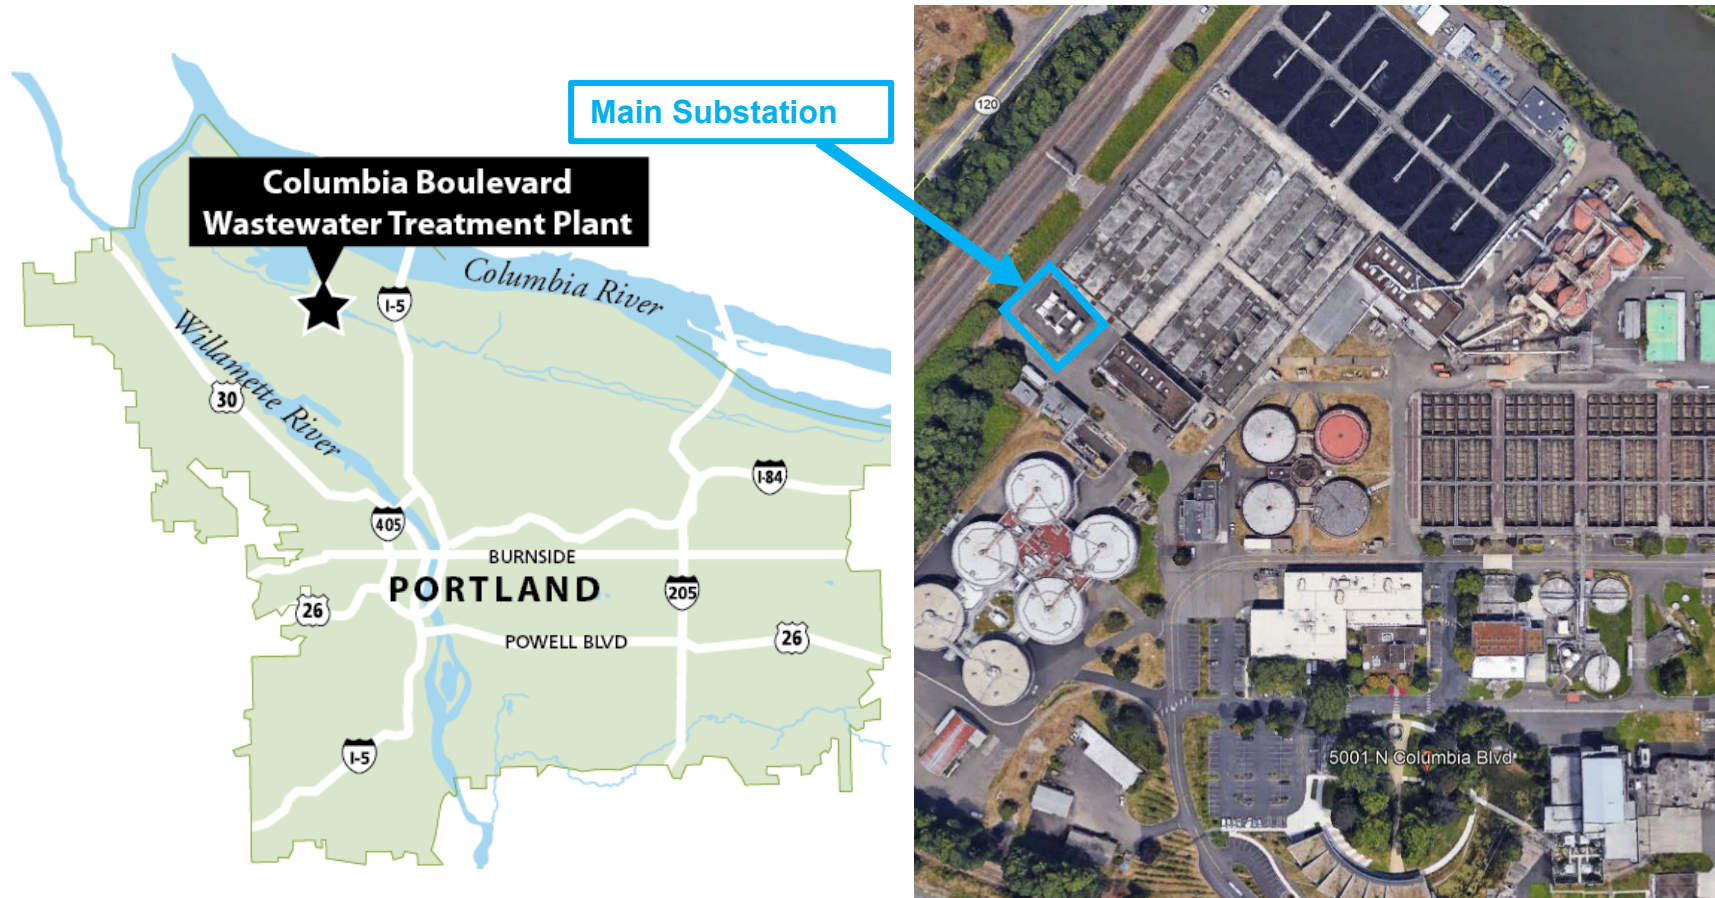 Main Substation
Columbia Boulevard
Wastewater Treatment Plant
Columbia River
Willamette River
I-5
30
I-84
405
BURNSIDE
PORTLAND
205
26
POWELL BLVD
26
I-5
120
5001 N Columbia Blvd